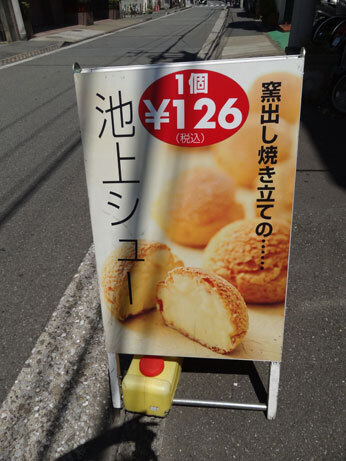 1個
¥126
(税込)
窯出し焼き立ての……
池上シュー